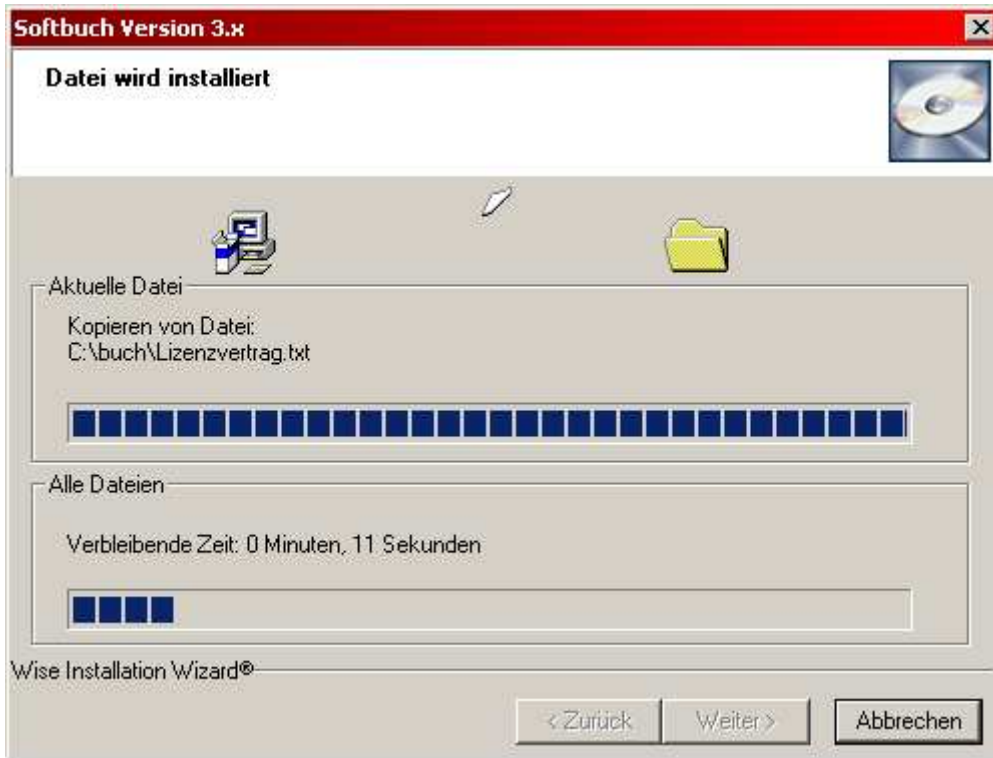 Softbuch Version 3.x
Datei wird installiert
Aktuelle Datei
Kopieren von Datei:
C:\buch\Lizenzvertrag.txt
Alle Dateien
Verbleibende Zeit: 0 Minuten, 11 Sekunden
Wise Installation Wizard®
< Zurück
Weiter >
Abbrechen